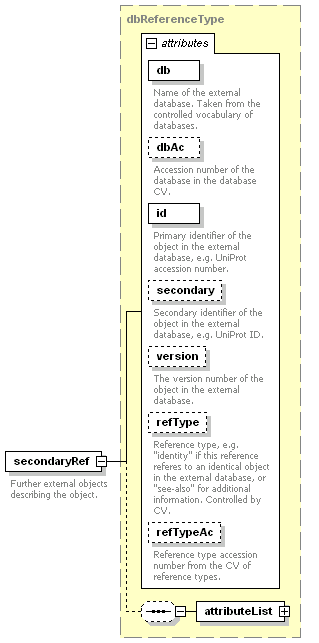 dbReferenceType
attributes
db
Name of the external
database. Taken from the
controlled vocabulary of
databases.
dbAc
Accession number of the
database in the database
CV.
id
Primary identifier of the
object in the external
database, e.g. UniProt
accession number.
secondary
Secondary identifier of the
object in the external
database, e.g. UniProt ID.
version
The version number of the
object in the external
database.
refType
Reference type, e.g.
"identity" if this reference
referes to an identical object
in the external database, or
"see-also" for additional
information. Controlled by
CV.
refTypeAc
Reference type accession
number from the CV of
reference types.
secondaryRef
Further external objects
describing the object.
attributeList